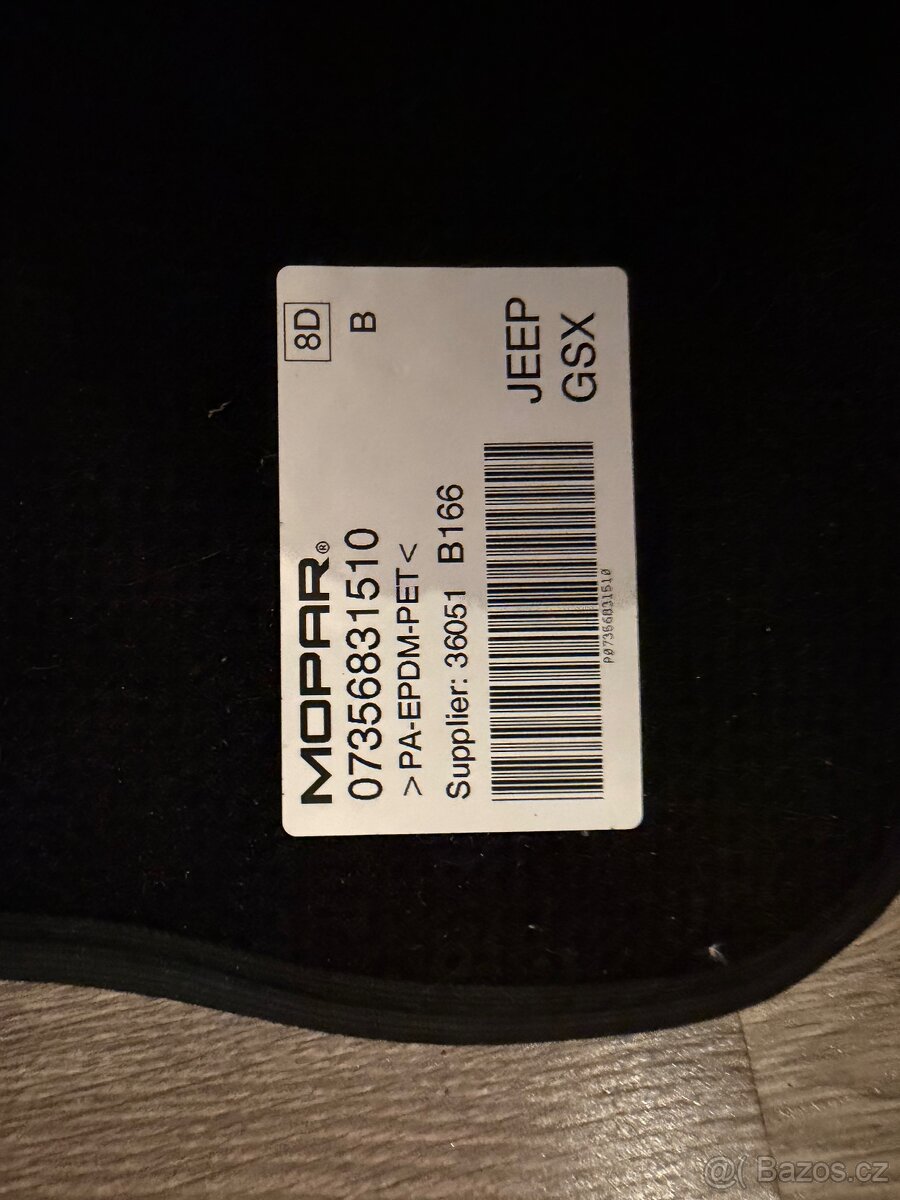 MOPAR®
8D
07356831510
B
>PA-EPDM-PET<
Supplier: 36051 B166
JEEP
GSX
P07356831510
Bazos.cz